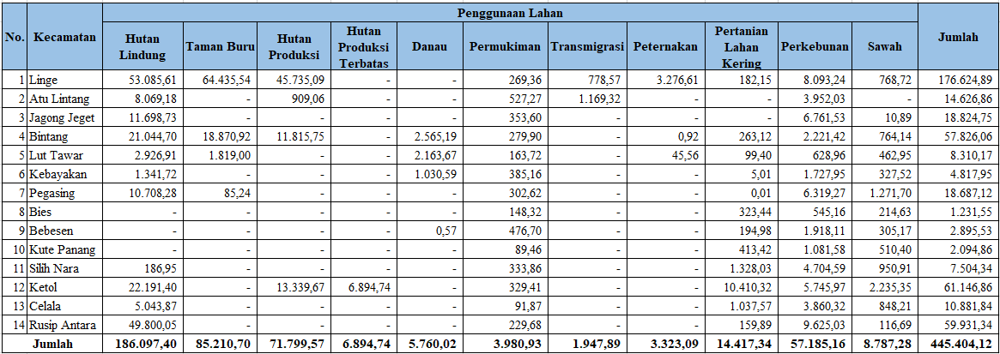 Penggunaan Lahan
No. Kecamatan Hutan Lindung Taman Buru Hutan Produksi Hutan Produksi Terbatas Danau Permukiman Transmigrasi Peternakan Pertanian Lahan Kering Perkebunan Sawah Jumlah
1 Linge 53.085,61 64.435,54 45.735,09 - - 269,36 778,57 3.276,61 182,15 8.093,24 768,72 176.624,89
2 Atu Lintang 8.069,18 - 909,06 - - 527,27 1.169,32 - - 3.952,03 - 14.626,86
3 Jagong Jeget 11.698,73 - - - - 353,60 - - - 6.761,53 10,89 18.824,75
4 Bintang 21.044,70 18.870,92 11.815,75 - 2.565,19 279,90 - 0,92 263,12 2.221,42 764,14 57.826,06
5 Lut Tawar 2.926,91 1.819,00 - - 2.163,67 163,72 - 45,56 99,40 628,96 462,95 8.310,17
6 Kebayakan 1.341,72 - - - 1.030,59 385,16 - - 5,01 1.727,95 327,52 4.817,95
7 Pegasing 10.708,28 85,24 - - - 302,62 - - 0,01 6.319,27 1.271,70 18.687,12
8 Bies - - - - - 148,32 - - 323,44 545,16 214,63 1.231,55
9 Bebesen - - - - 0,57 476,70 - - 194,98 1.918,11 305,17 2.895,53
10 Kute Panang - - - - - 89,46 - - 413,42 1.081,58 510,40 2.094,86
11 Silih Nara 186,95 - - - - 333,86 - - 1.328,03 4.704,59 950,91 7.504,34
12 Ketol 22.191,40 - 13.339,67 6.894,74 - 329,41 - - 10.410,32 5.745,97 2.235,35 61.146,86
13 Celala 5.043,87 - - - - 91,87 - - 1.037,57 3.860,32 848,21 10.881,84
14 Rusip Antara 49.800,05 - - - - 229,68 - - 159,89 9.625,03 116,69 59.931,34
Jumlah 186.097,40 85.210,70 71.799,57 6.894,74 5.760,02 3.980,93 1.947,89 3.323,09 14.417,34 57.185,16 8.787,28 445.404,12